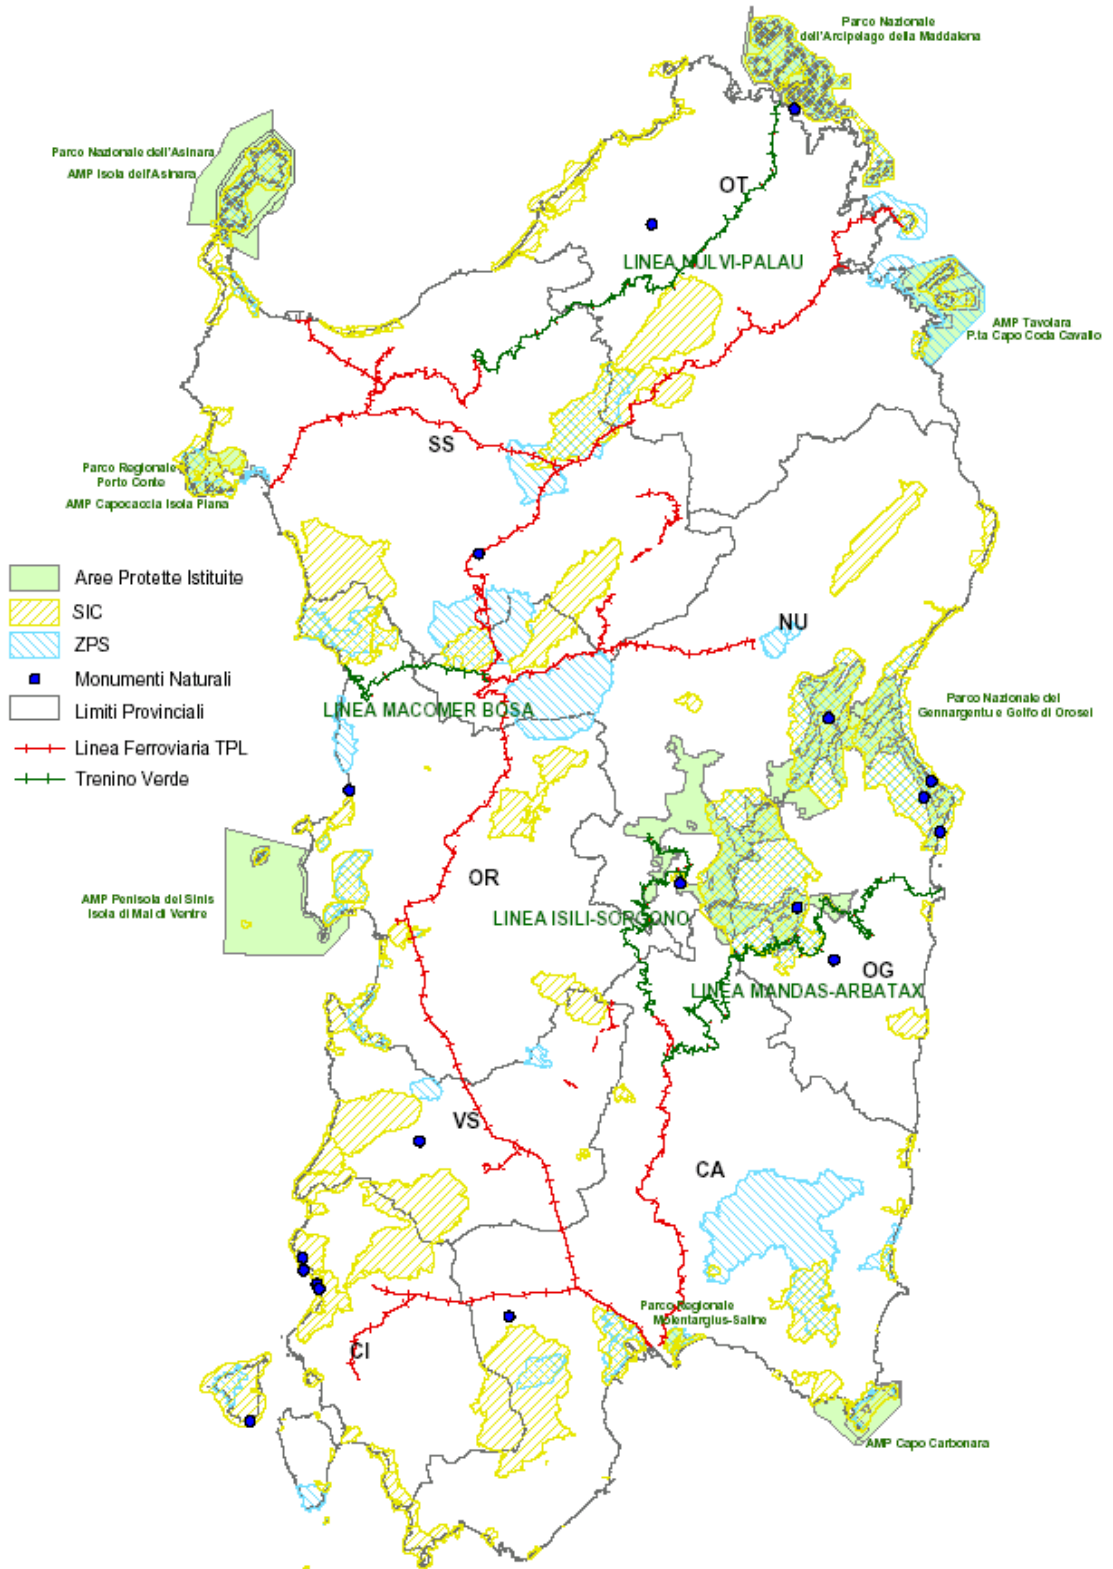 Parco Nazionale
dell'Arcipelago della Maddalena
Parco Nazionale dell'Asinara
AMP Isola dell'Asinara
OT
LINEA NULVI-PALAU
AMP Tavolara
P.ta Capo Coda Cavallo
SS
Parco Regionale
Porto Conte
AMP Capocaccia Isola Piana
Aree Protette Istituite
SIC
ZPS
Monumenti Naturali
Limiti Provinciali
Linea Ferroviaria TPL
Trenino Verde
NU
Parco Nazionale del
Gennargentu e Golfo di Orosei
LINEA MACOMER BOSA
OR
AMP Penisola del Sinis
Isola di Mal di Ventre
LINEA ISILI-SORGONO
OG
LINEA MANDAS-ARBATAX
VS
CA
Parco Regionale
Molentargius-Saline
CI
AMP Capo Carbonara